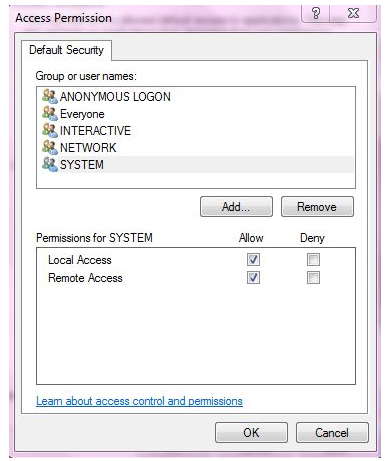 Access Permission
Default Security
Group or user names:
ANONYMOUS LOGON
Everyone
INTERACTIVE
NETWORK
SYSTEM
Add... Remove
Permissions for SYSTEM Allow Deny
Local Access
Remote Access
Learn about access control and permissions
OK Cancel